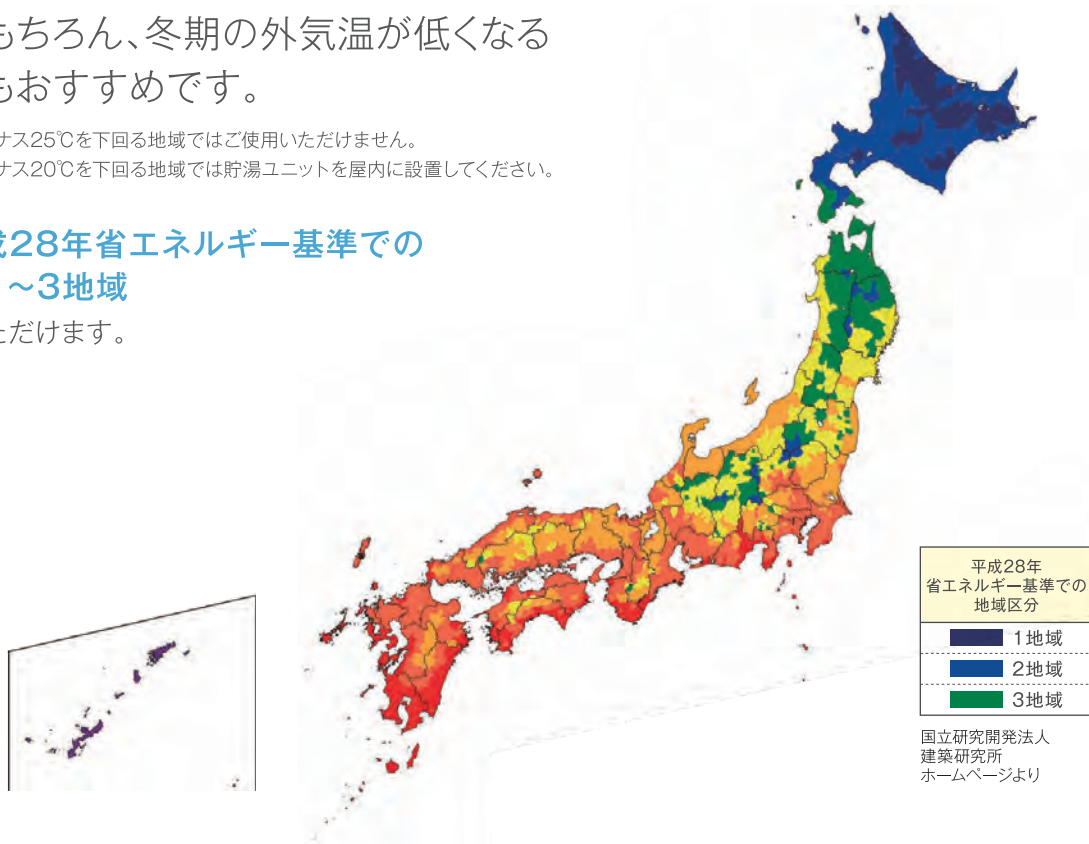 もちろん、冬期の外気温が低くなる
もおすすめです。
ナス25℃を下回る地域ではご使用いただけません。
ナス20℃を下回る地域では貯湯ユニットを屋内に設置してください。
成28年省エネルギー基準での
～3地域
ただけます。
平成28年
省エネルギー基準での
地域区分
1地域
2地域
3地域
国立研究開発法人
建築研究所
ホームページより